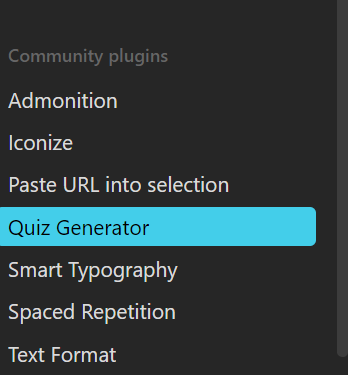 Community plugins
Admonition
Iconize
Paste URL into selection
Quiz Generator
Smart Typography
Spaced Repetition
Text Format